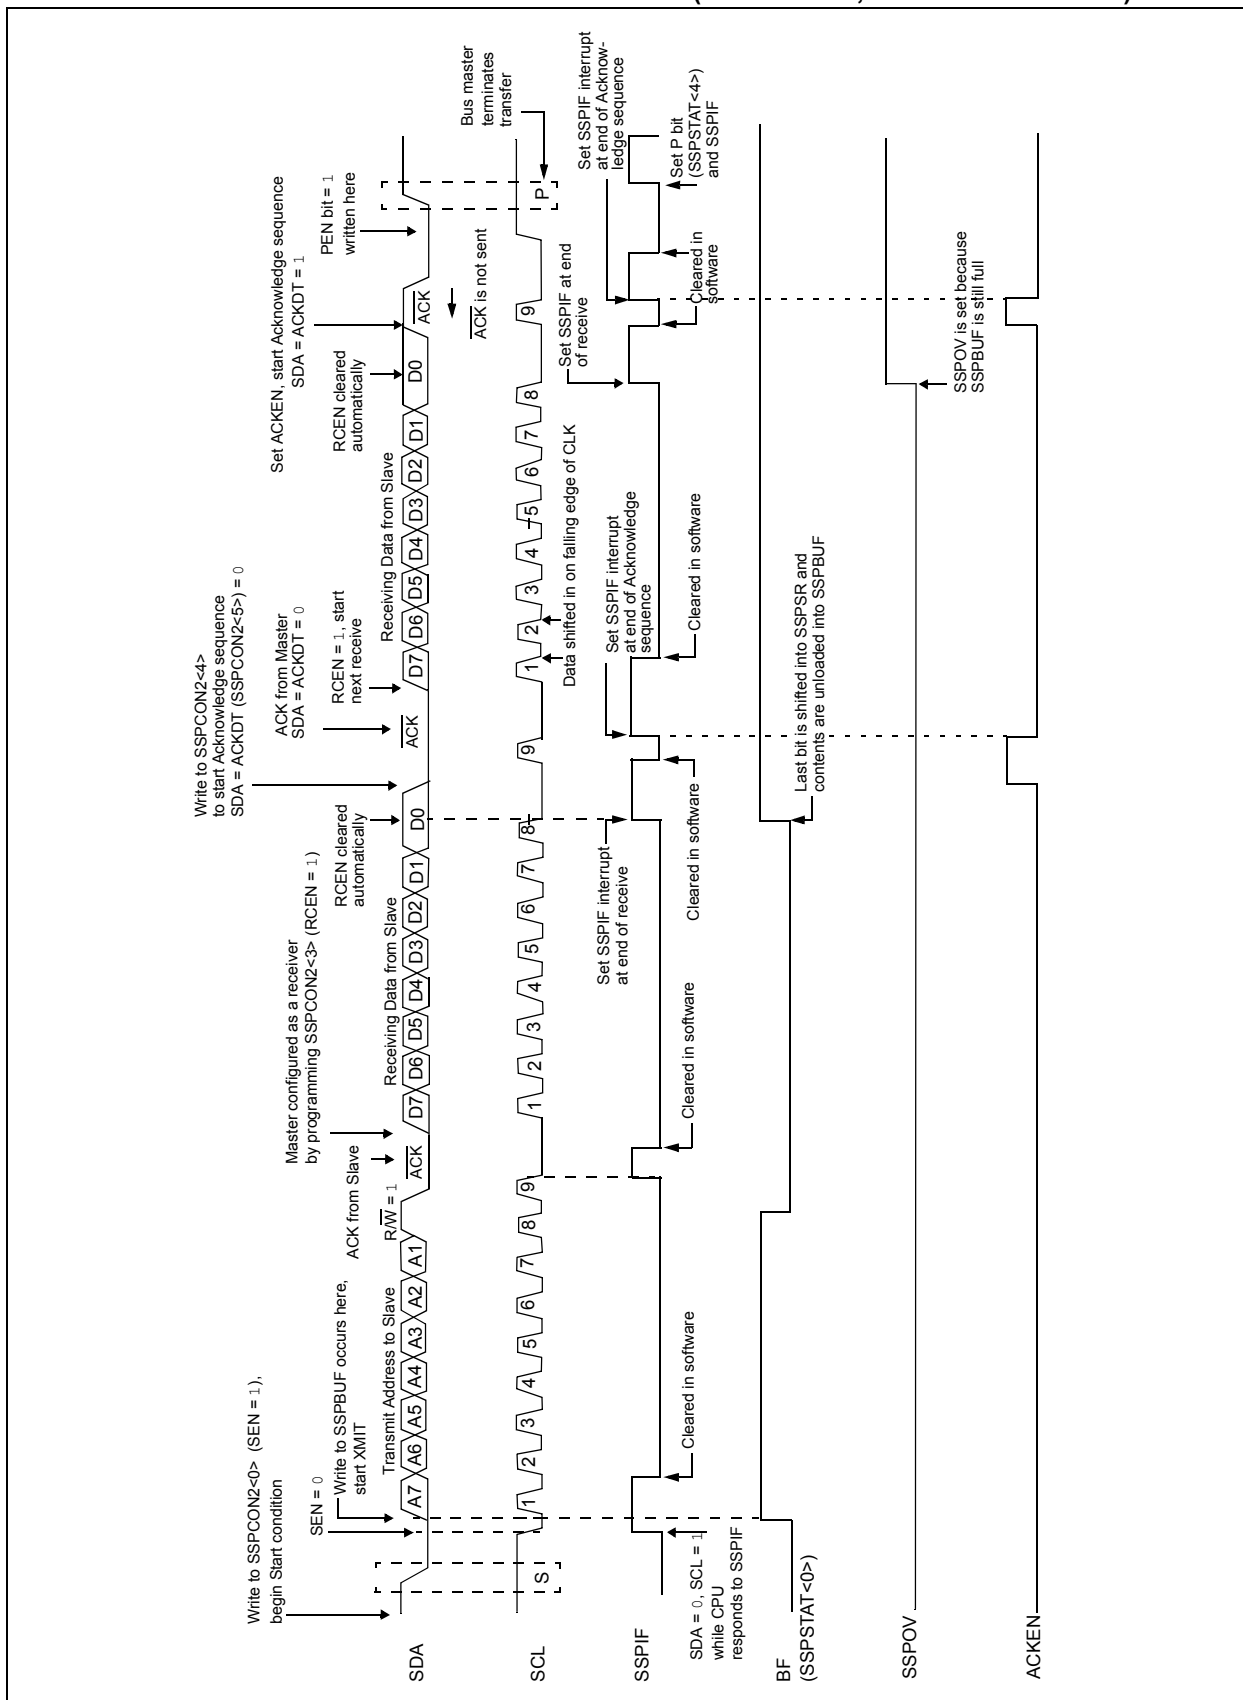 Write to SSPCON2<0> (SEN = 1),
begin Start condition
SEN = 0
Write to SSPBUF occurs here,
start XMIT
Transmit Address to Slave
R/W = 1
ACK from Slave
Master configured as a receiver
by programming SSPCON2<3> (RCEN = 1)
Receiving Data from Slave
RCEN cleared
automatically
Write to SSPCON2<4>
to start Acknowledge sequence
SDA = ACKDT (SSPCON2<5>) = 0
ACK from Master
SDA = ACKDT = 0
RCEN = 1, start
next receive
Receiving Data from Slave
RCEN cleared
automatically
Set ACKEN, start Acknowledge sequence
SDA = ACKDT = 1
PEN bit = 1
written here
SDA
A7 A6 A5 A4 A3 A2 A1 ACK D7 D6 D5 D4 D3 D2 D1 D0 ACK D7 D6 D5 D4 D3 D2 D1 D0 ACK
ACK is not sent
Bus master
terminates
transfer
SCL
S 1 2 3 4 5 6 7 8 9 1 2 3 4 5 6 7 8 9 1 2 3 4 5 6 7 8 9 P
Data shifted in on falling edge of CLK
Set SSPIF interrupt
at end of receive
Set SSPIF interrupt
at end of Acknowledge
sequence
Set SSPIF at end
of receive
Set SSPIF interrupt
at end of Acknow-
ledge sequence
SSPIF
SDA = 0, SCL = 1
while CPU
responds to SSPIF
Cleared in software
Cleared in software
Cleared in software
Cleared in software
Cleared in software
Cleared in
software
Set P bit
(SSPSTAT<4>)
and SSPIF
BF
(SSPSTAT<0>)
Last bit is shifted into SSPSR and
contents are unloaded into SSPBUF
SSPOV
SSPOV is set because
SSPBUF is still full
ACKEN